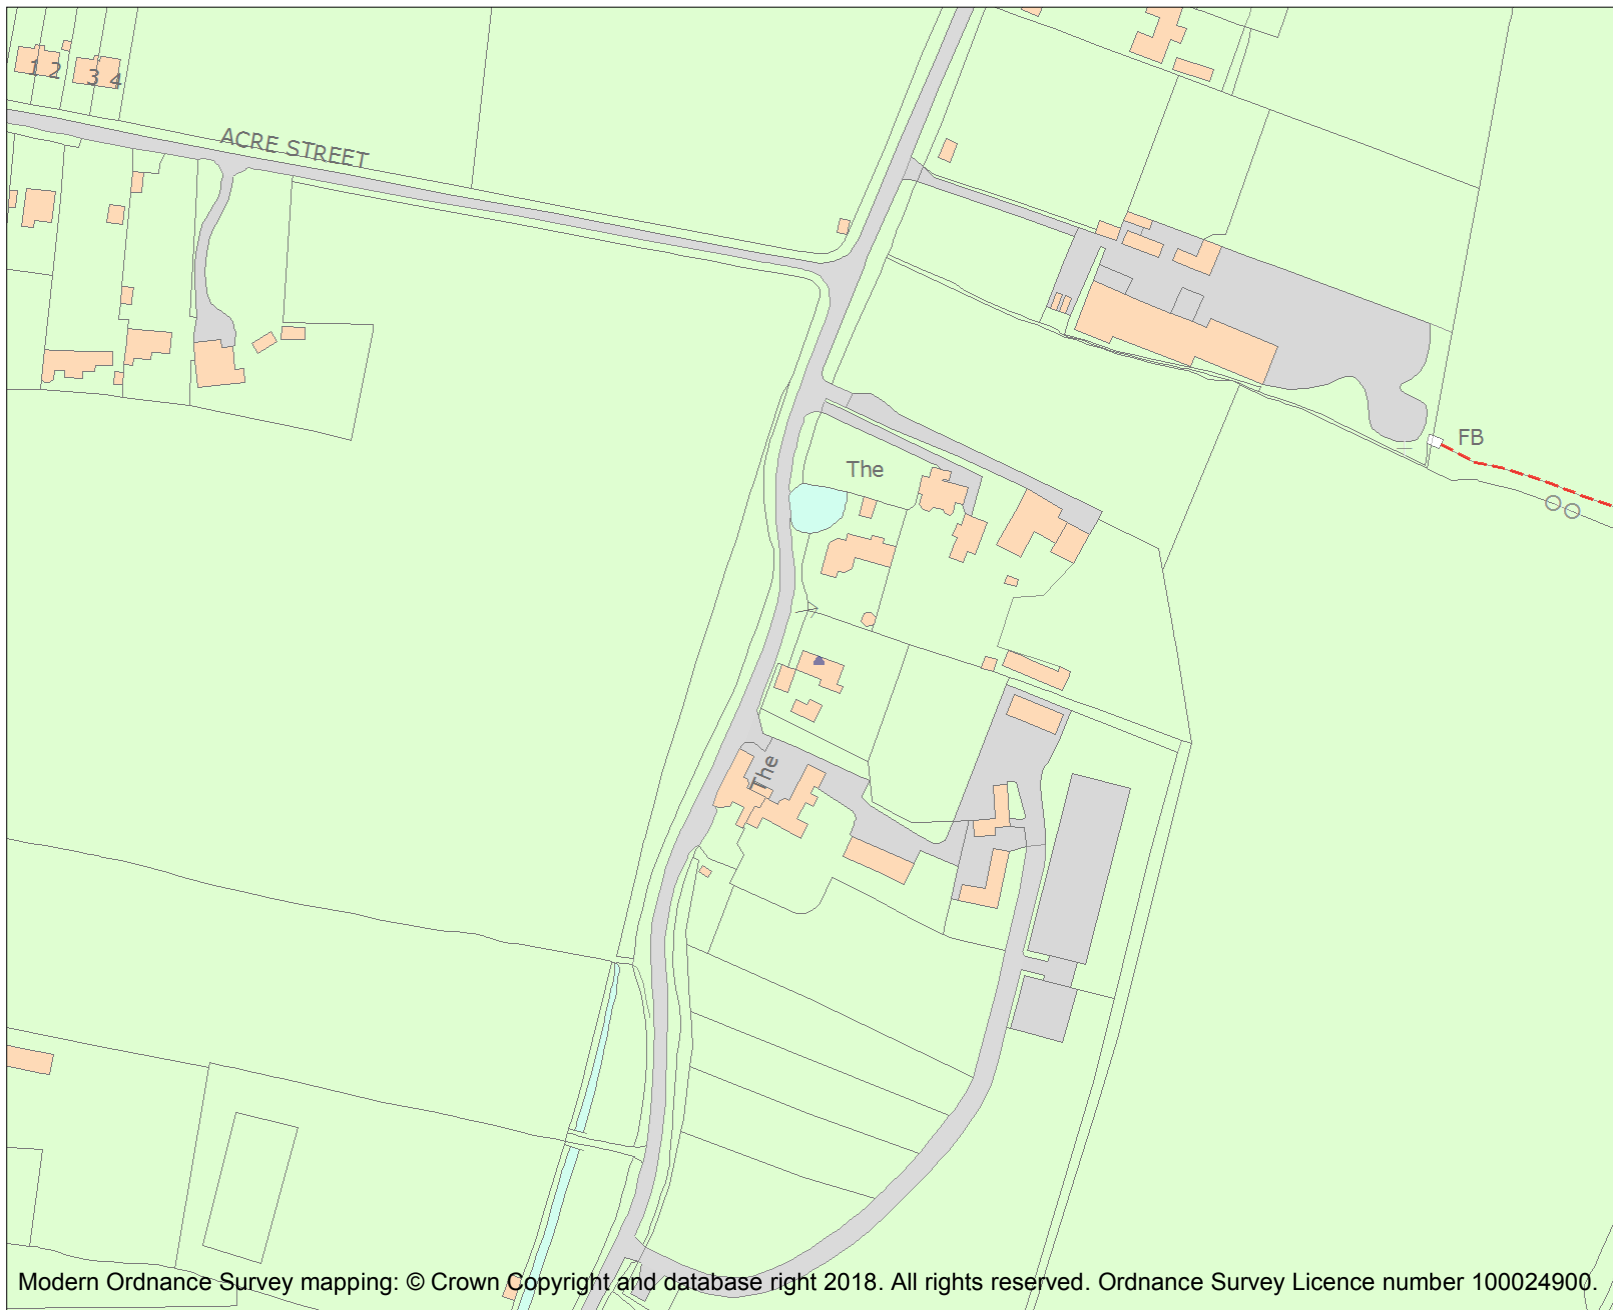 1 2
3 4
ACRE STREET
FB
The
The
Modern Ordnance Survey mapping: © Crown Copyright and database right 2018. All rights reserved. Ordnance Survey Licence number 100024900.